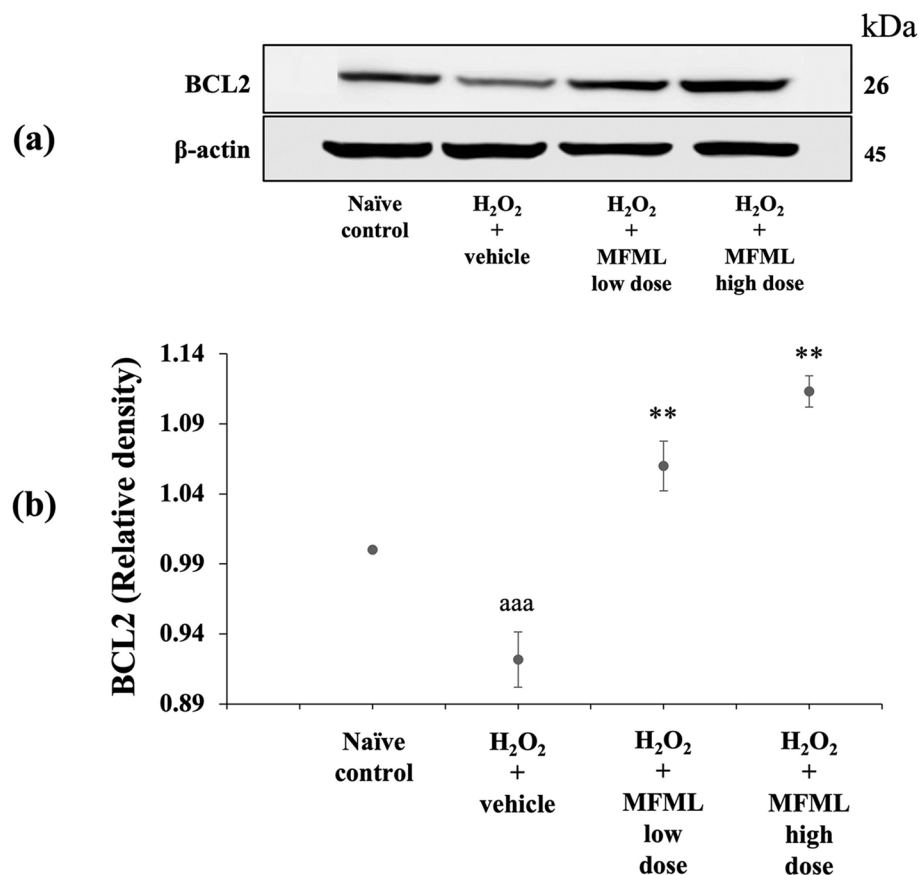 kDa
BCL2
26
(a)
β-actin
45
Naïve
control
H₂O₂
+
vehicle
H₂O₂
+
MFML
low dose
H₂O₂
+
MFML
high dose
(b)
BCL2 (Relative density)
1.14
1.09
1.04
0.99
0.94
0.89
aaa
**
**
Naïve
control
H₂O₂
+
vehicle
H₂O₂
+
MFML
low
dose
H₂O₂
+
MFML
high
dose